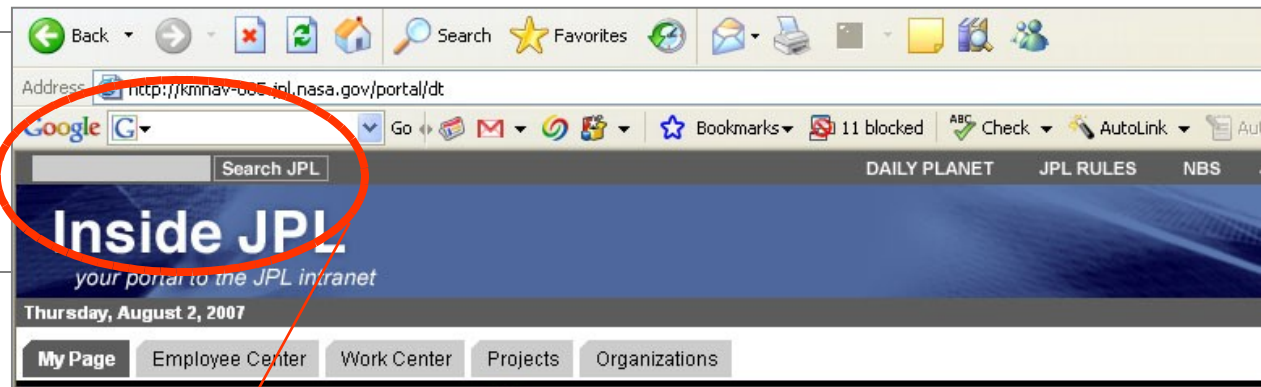 Back Search Favorites
Address http://kmnav-005.jpl.nasa.gov/portal/dt
Google G Go Bookmarks 11 blocked ABC Check AutoLink
Search JPL DAILY PLANET JPL RULES NBS
Inside JPL
your portal to the JPL intranet
Thursday, August 2, 2007
My Page Employee Center Work Center Projects Organizations